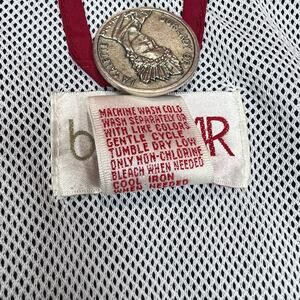 MACHINE WASH COLD
WASH SEPARATELY OR
WITH LIKE COLORS
GENTLE CYCLE
TUMBLE DRY LOW
ONLY NON-CHLORINE
BLEACH WHEN NEEDED
COOL IRON
NEEDED